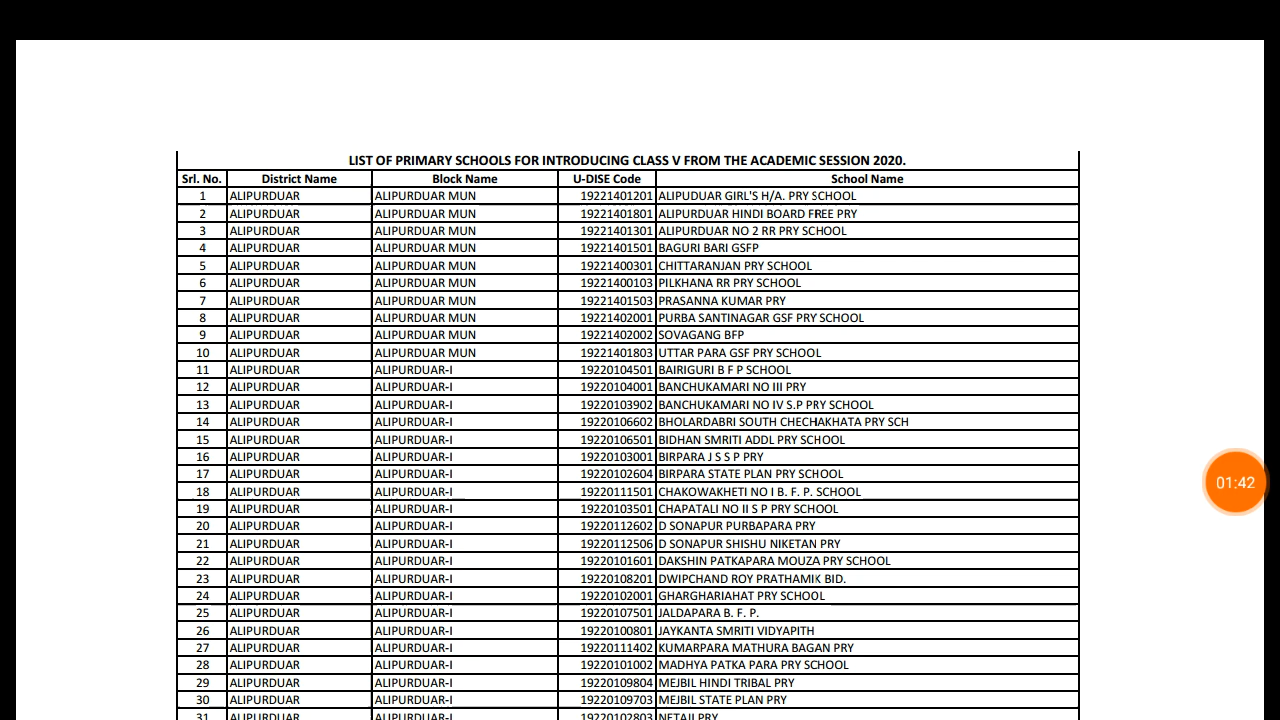 LIST OF PRIMARY SCHOOLS FOR INTRODUCING CLASS V FROM THE ACADEMIC SESSION 2020.
Srl. No. District Name Block Name U-DISE Code School Name
1 ALIPURDUAR ALIPURDUAR MUN 19221401201 ALIPUDUAR GIRL'S H/A. PRY SCHOOL
2 ALIPURDUAR ALIPURDUAR MUN 19221401801 ALIPURDUAR HINDI BOARD FREE PRY
3 ALIPURDUAR ALIPURDUAR MUN 19221401301 ALIPURDUAR NO 2 RR PRY SCHOOL
4 ALIPURDUAR ALIPURDUAR MUN 19221401501 BAGURI BARI GSFP
5 ALIPURDUAR ALIPURDUAR MUN 19221400301 CHITTARANJAN PRY SCHOOL
6 ALIPURDUAR ALIPURDUAR MUN 19221400103 PILKHANA RR PRY SCHOOL
7 ALIPURDUAR ALIPURDUAR MUN 19221401503 PRASANNA KUMAR PRY
8 ALIPURDUAR ALIPURDUAR MUN 19221402001 PURBA SANTINAGAR GSF PRY SCHOOL
9 ALIPURDUAR ALIPURDUAR MUN 19221402002 SOVAGANG BFP
10 ALIPURDUAR ALIPURDUAR MUN 19221401803 UTTAR PARA GSF PRY SCHOOL
11 ALIPURDUAR ALIPURDUAR-I 19220104501 BAIRIGURI B F P SCHOOL
12 ALIPURDUAR ALIPURDUAR-I 19220104001 BANCHUKAMARI NO III PRY
13 ALIPURDUAR ALIPURDUAR-I 19220103902 BANCHUKAMARI NO IV S.P PRY SCHOOL
14 ALIPURDUAR ALIPURDUAR-I 19220106602 BHOLARDABRI SOUTH CHECHAKHATA PRY SCH
15 ALIPURDUAR ALIPURDUAR-I 19220106501 BIDHAN SMRITI ADDL PRY SCHOOL
16 ALIPURDUAR ALIPURDUAR-I 19220103001 BIRPARA J S S P PRY
17 ALIPURDUAR ALIPURDUAR-I 19220102604 BIRPARA STATE PLAN PRY SCHOOL
18 ALIPURDUAR ALIPURDUAR-I 19220111501 CHAKOWAKHETI NO I B. F. P. SCHOOL
19 ALIPURDUAR ALIPURDUAR-I 19220103501 CHAPATALI NO II S P PRY SCHOOL
20 ALIPURDUAR ALIPURDUAR-I 19220112602 D SONAPUR PURBAPARA PRY
21 ALIPURDUAR ALIPURDUAR-I 19220112506 D SONAPUR SHISHU NIKETAN PRY
22 ALIPURDUAR ALIPURDUAR-I 19220101601 DAKSHIN PATKAPARA MOUZA PRY SCHOOL
23 ALIPURDUAR ALIPURDUAR-I 19220108201 DWIPCHAND ROY PRATHAMIK BID.
24 ALIPURDUAR ALIPURDUAR-I 19220102001 GHARGHARIAHAT PRY SCHOOL
25 ALIPURDUAR ALIPURDUAR-I 19220107501 JALDAPARA B. F. P.
26 ALIPURDUAR ALIPURDUAR-I 19220100801 JAYKANTA SMRITI VIDYAPITH
27 ALIPURDUAR ALIPURDUAR-I 19220111402 KUMARPARA MATHURA BAGAN PRY
28 ALIPURDUAR ALIPURDUAR-I 19220101002 MADHYA PATKA PARA PRY SCHOOL
29 ALIPURDUAR ALIPURDUAR-I 19220109804 MEJBIL HINDI TRIBAL PRY
30 ALIPURDUAR ALIPURDUAR-I 19220109703 MEJBIL STATE PLAN PRY
31 ALIPURDUAR ALIPURDUAR-I 19220102803 NETAJI PRY
01:42